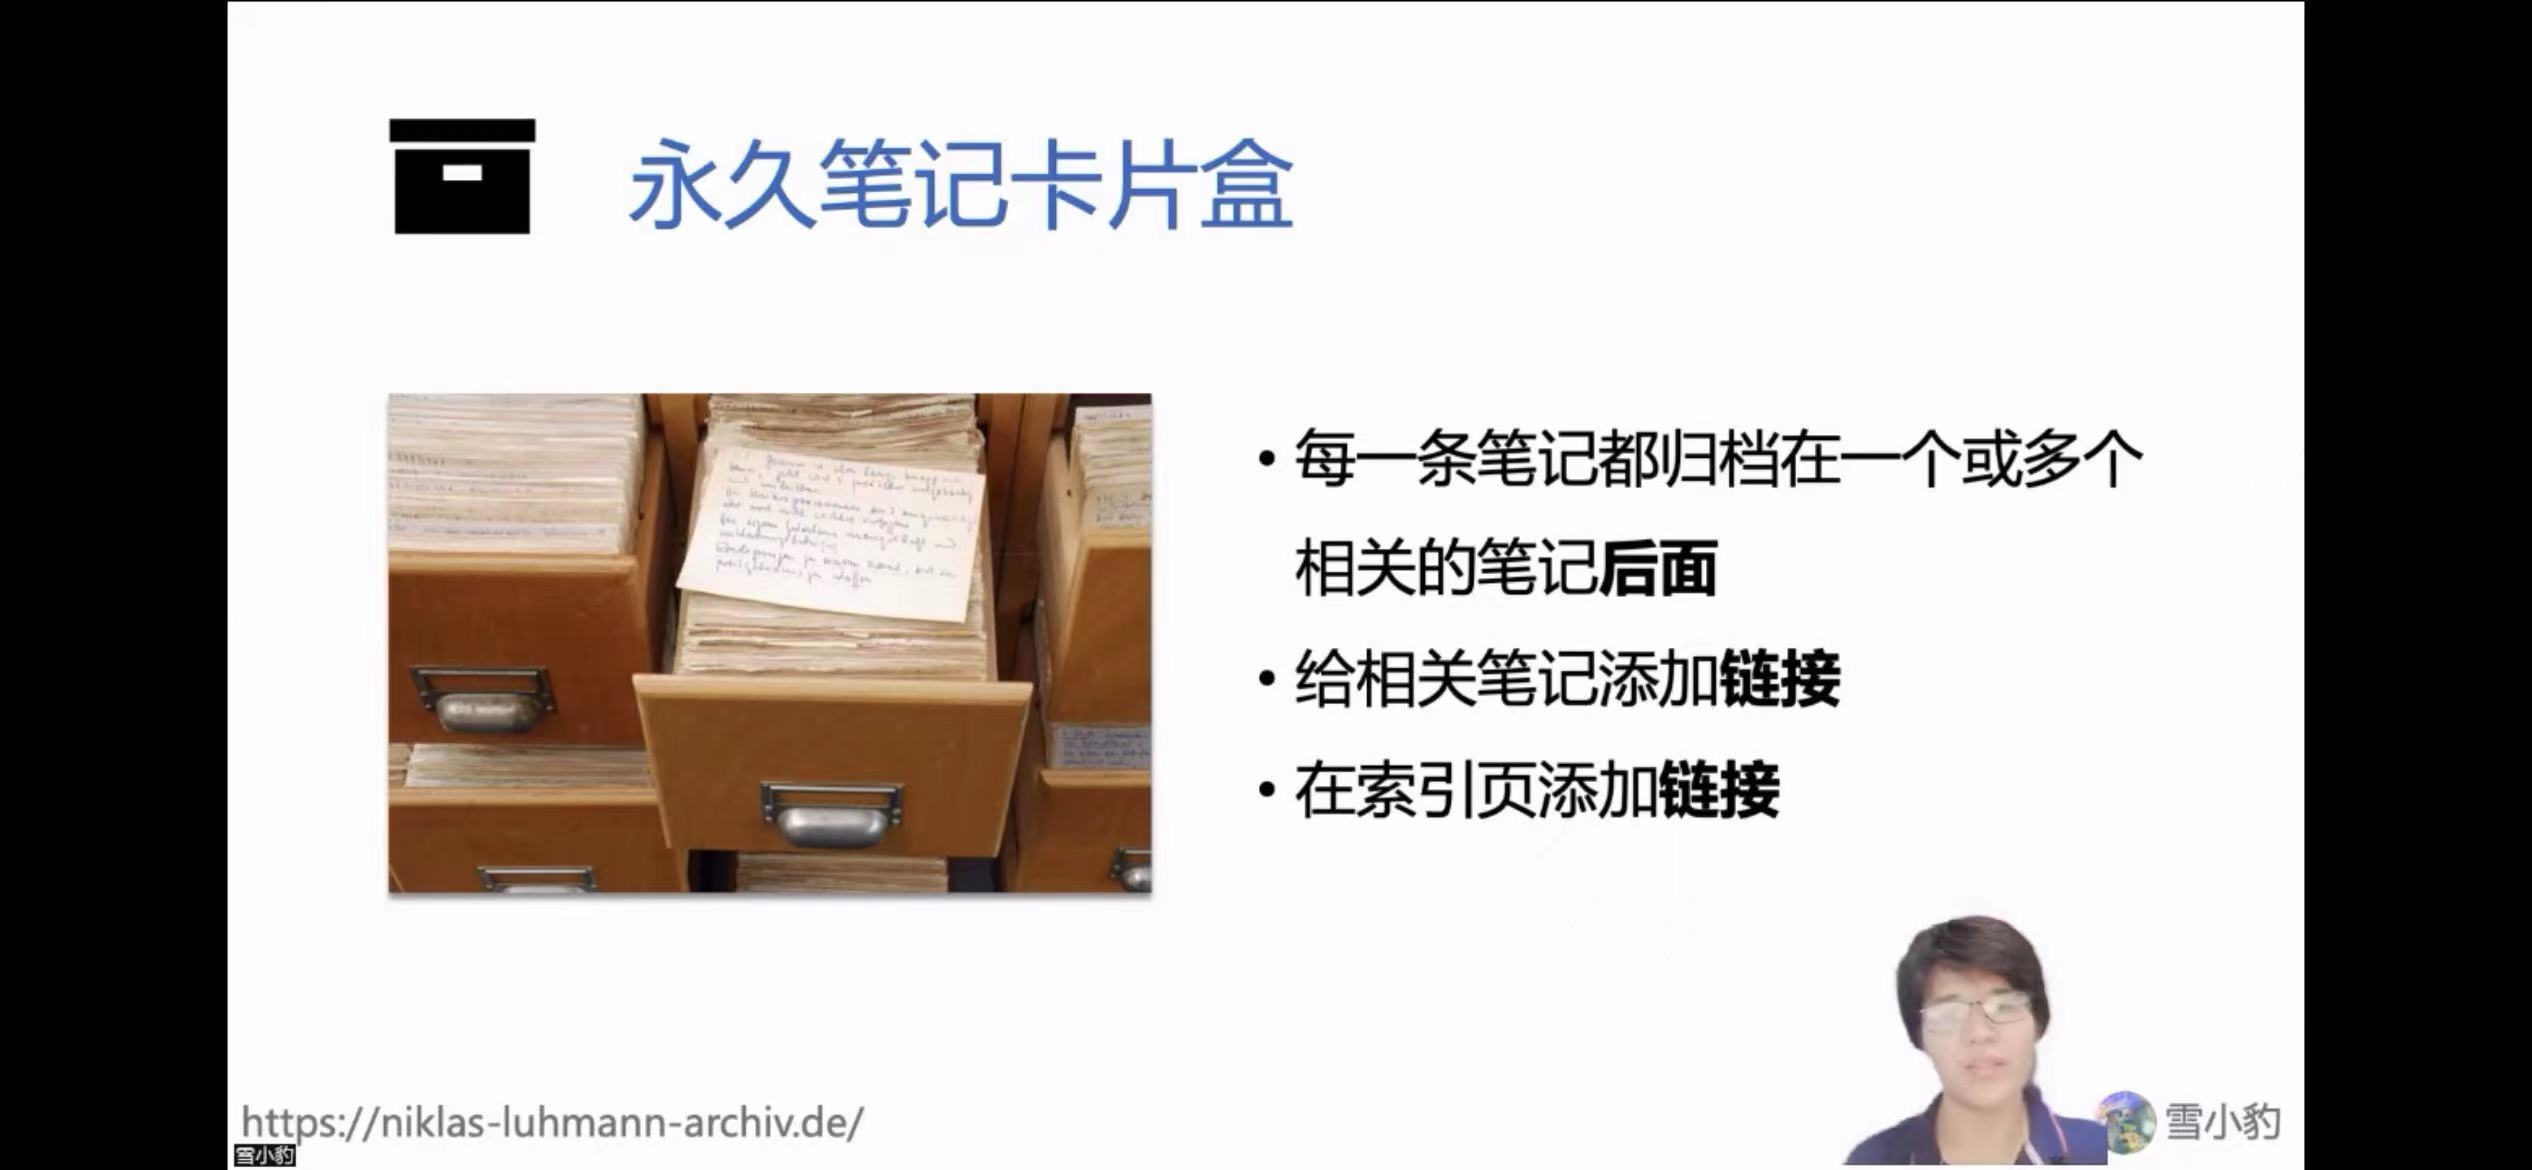 永久笔记卡片盒
• 每一条笔记都归档在一个或多个
相关的笔记后面
• 给相关笔记添加链接
• 在索引页添加链接
https://niklas-luhmann-archiv.de/
雪小豹
雪小豹